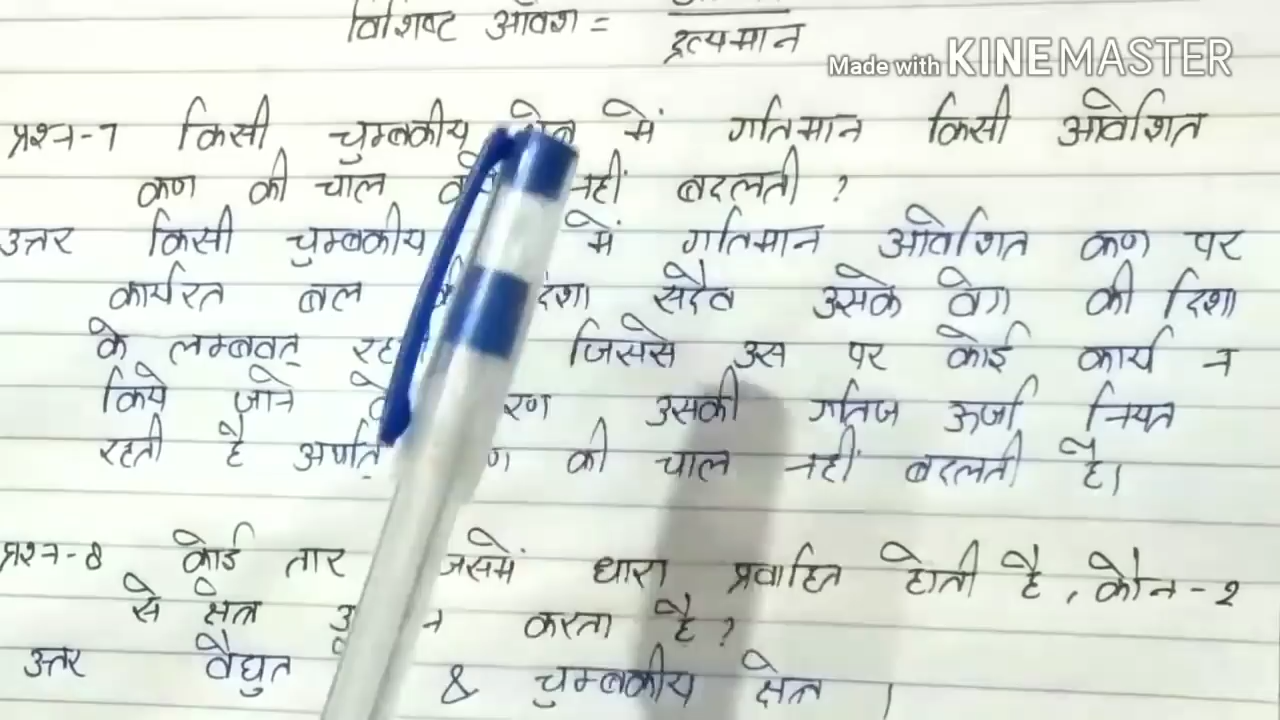 विशिष्ट आवेश = द्रव्यमान
Made with KINEMASTER
प्रश्न-7 किसी चुम्बकीय में गतिमान किसी आवेशित
कण की चाल नहीं बदलती ?
उत्तर किसी चुम्बकीय में गतिमान आवेशित कण पर
कार्यरत बल सदैव उसके वेग की दिशा
के लम्बवत् जिससे उस पर कोई कार्य न
किये जाने उसकी गतिज ऊर्जा नियत
रहती है अर्थात् की चाल नहीं बदलती है।
प्रश्न-8 कोई तार धारा प्रवाहित होती है, कौन-२
से क्षेत्र करता है ?
उत्तर वैद्युत & चुम्बकीय क्षेत्र ।